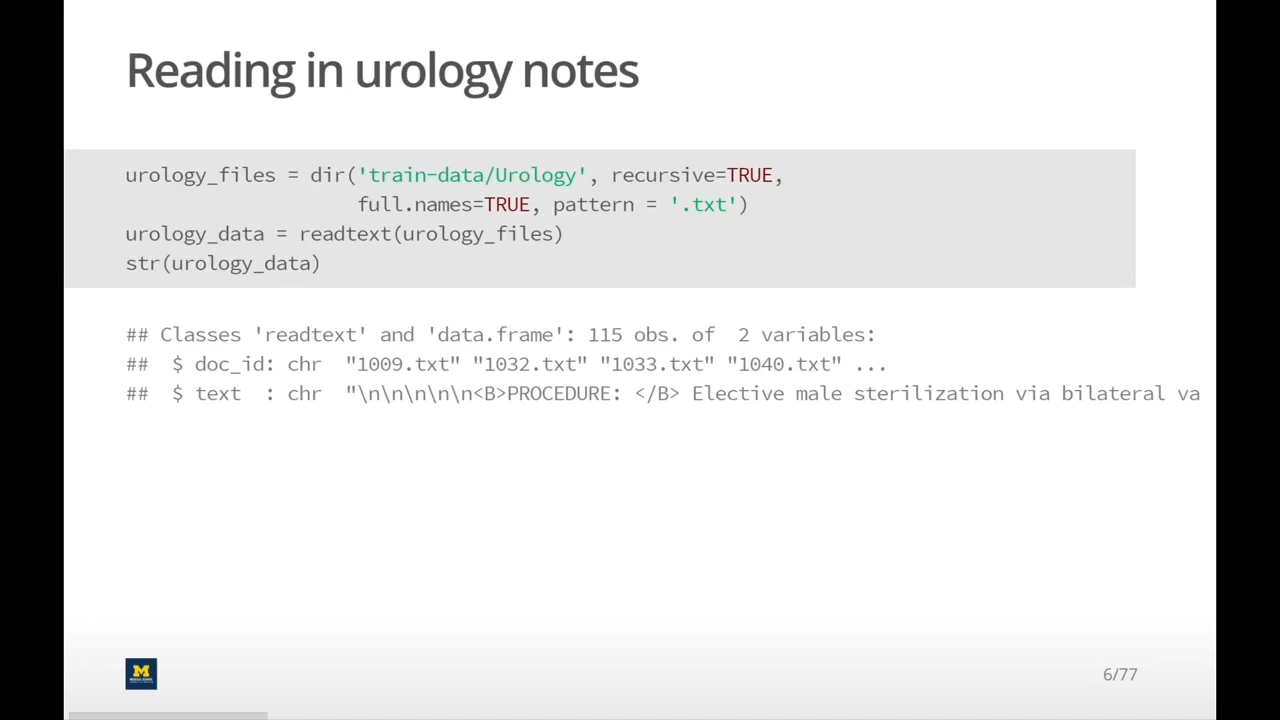 Reading in urology notes
urology_files = dir('train-data/Urology', recursive=TRUE,
full.names=TRUE, pattern = '.txt')
urology_data = readtext(urology_files)
str(urology_data)
## Classes 'readtext' and 'data.frame': 115 obs. of  2 variables:
##  $ doc_id: chr  "1009.txt" "1032.txt" "1033.txt" "1040.txt" ...
##  $ text  : chr  "\n\n\n\n\n<B>PROCEDURE: </B> Elective male sterilization via bilateral va
M
6/77